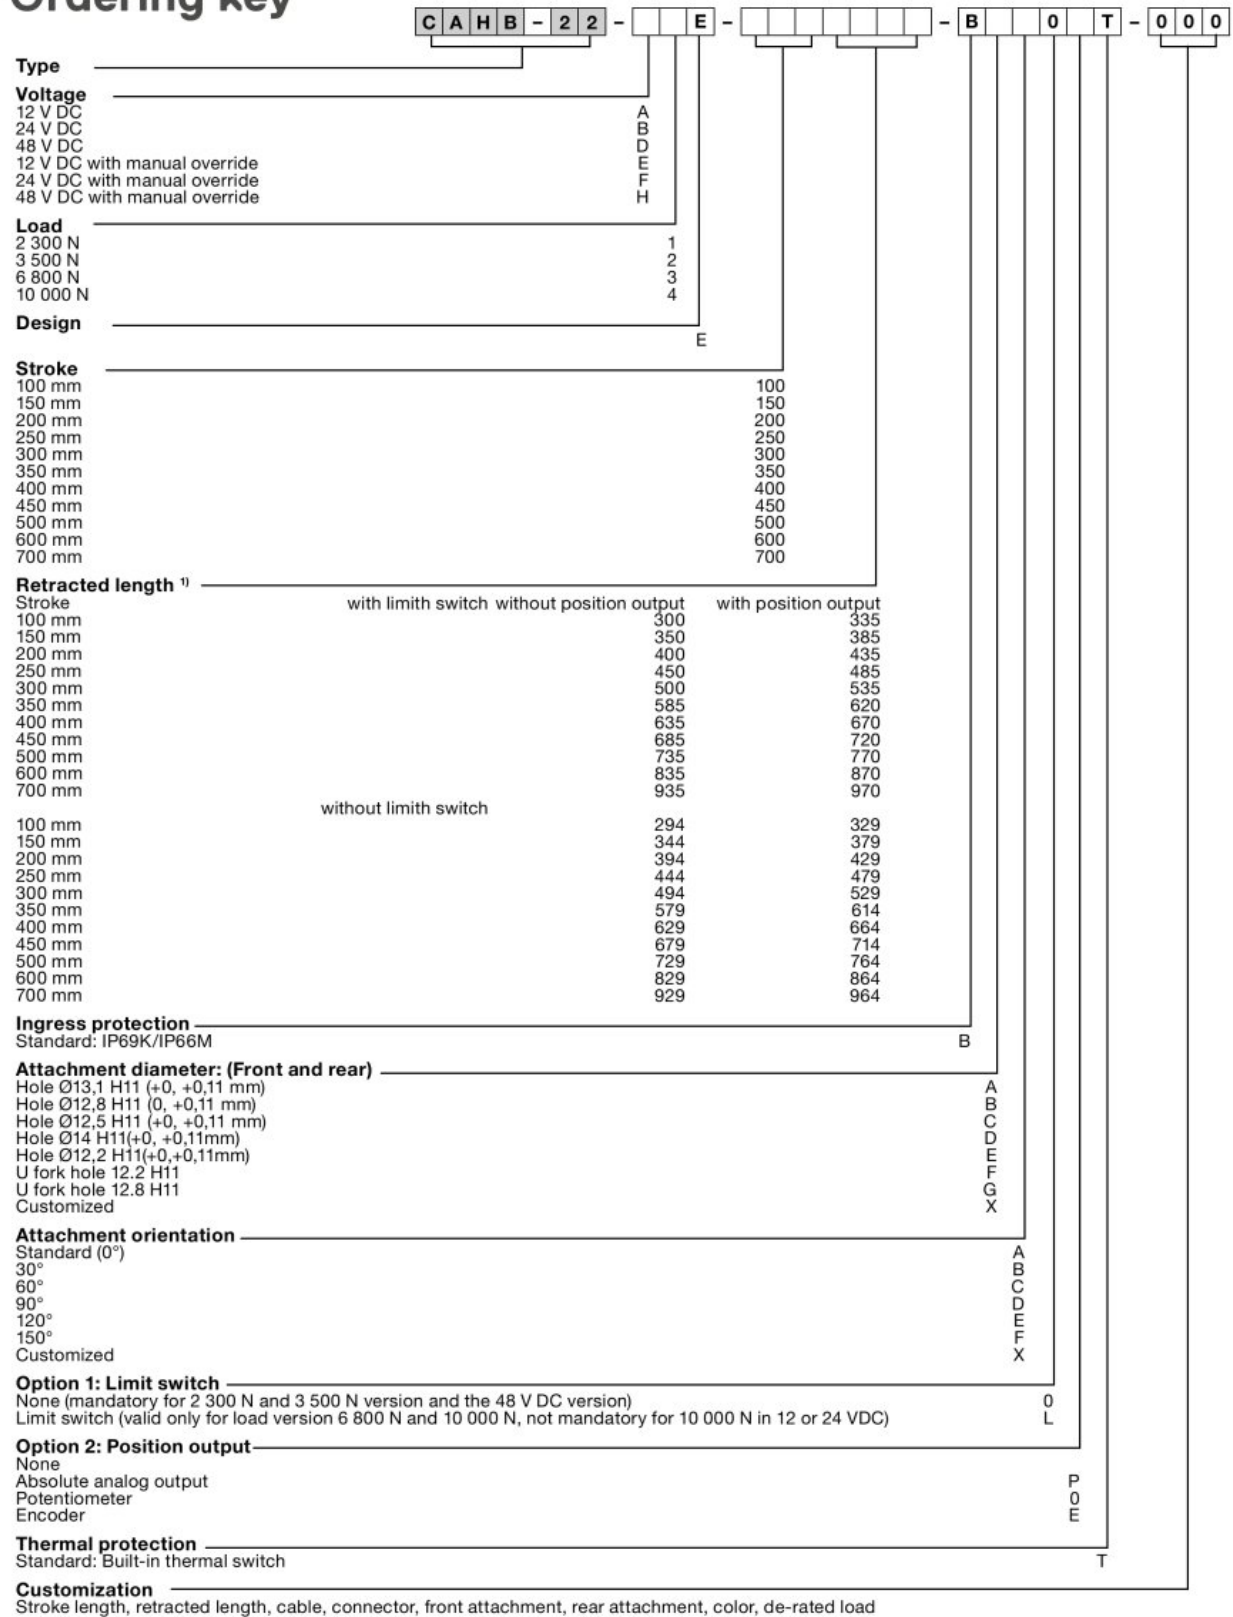 Ordering key
CAHB-22-  E-      -B  0 T-000
Type
Voltage
12 V DC A
24 V DC B
48 V DC D
12 V DC with manual override E
24 V DC with manual override F
48 V DC with manual override H
Load
2 300 N 1
3 500 N 2
6 800 N 3
10 000 N 4
Design
E
Stroke
100 mm 100
150 mm 150
200 mm 200
250 mm 250
300 mm 300
350 mm 350
400 mm 400
450 mm 450
500 mm 500
600 mm 600
700 mm 700
Retracted length 1)
Stroke with limith switch without position output with position output
100 mm 300 335
150 mm 350 385
200 mm 400 435
250 mm 450 485
300 mm 500 535
350 mm 585 620
400 mm 635 670
450 mm 685 720
500 mm 735 770
600 mm 835 870
700 mm 935 970
without limith switch
100 mm 294 329
150 mm 344 379
200 mm 394 429
250 mm 444 479
300 mm 494 529
350 mm 579 614
400 mm 629 664
450 mm 679 714
500 mm 729 764
600 mm 829 864
700 mm 929 964
Ingress protection
Standard: IP69K/IP66M B
Attachment diameter: (Front and rear)
Hole Ø13,1 H11 (+0, +0,11 mm) A
Hole Ø12,8 H11 (0, +0,11 mm) B
Hole Ø12,5 H11 (+0, +0,11 mm) C
Hole Ø14 H11(+0, +0,11mm) D
Hole Ø12,2 H11(+0,+0,11mm) E
U fork hole 12.2 H11 F
U fork hole 12.8 H11 G
Customized X
Attachment orientation
Standard (0°) A
30° B
60° C
90° D
120° E
150° F
Customized X
Option 1: Limit switch
None (mandatory for 2 300 N and 3 500 N version and the 48 V DC version) 0
Limit switch (valid only for load version 6 800 N and 10 000 N, not mandatory for 10 000 N in 12 or 24 VDC) L
Option 2: Position output
None
Absolute analog output P
Potentiometer 0
Encoder E
Thermal protection
Standard: Built-in thermal switch T
Customization
Stroke length, retracted length, cable, connector, front attachment, rear attachment, color, de-rated load